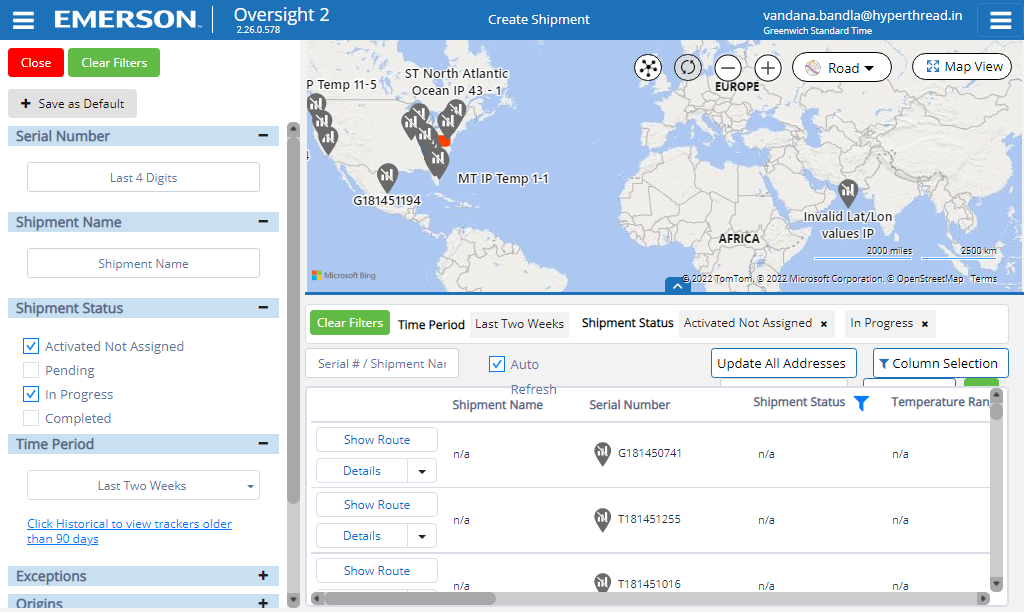 EMERSON
Oversight 2
2.26.0.578
Create Shipment
vandana.bandla@hyperthread.in
Greenwich Standard Time
Close
Clear Filters
Save as Default
Serial Number
Last 4 Digits
Shipment Name
Shipment Name
Shipment Status
Activated Not Assigned
Pending
In Progress
Completed
Time Period
Last Two Weeks
Click Historical to view trackers older
than 90 days
Exceptions
Origins
P Temp 11-5
ST North Atlantic
Ocean IP 43 - 1
MT IP Temp 1-1
G181451194
EUROPE
AFRICA
Road
Map View
Invalid Lat/Lon
values IP
2000 miles
2500 km
Microsoft Bing
© 2022 TomTom, © 2022 Microsoft Corporation, © OpenStreetMap Terms
Clear Filters
Time Period
Last Two Weeks
Shipment Status
Activated Not Assigned ×
In Progress ×
Serial # / Shipment Nar
Auto
Refresh
Update All Addresses
Column Selection
Shipment Name
Serial Number
Shipment Status
Temperature Ran
Show Route
Details
n/a
G181450741
n/a
n/a
Show Route
Details
n/a
T181451255
n/a
n/a
Show Route
n/a
T181451016
n/a
n/a